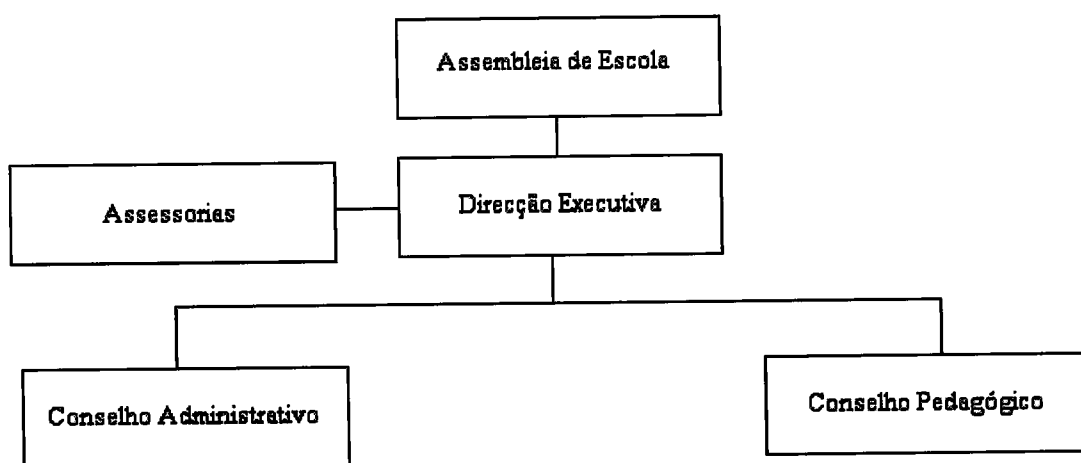 Assembleia de Escola
Assessorias
Direcção Executiva
Conselho Administrativo
Conselho Pedagógico